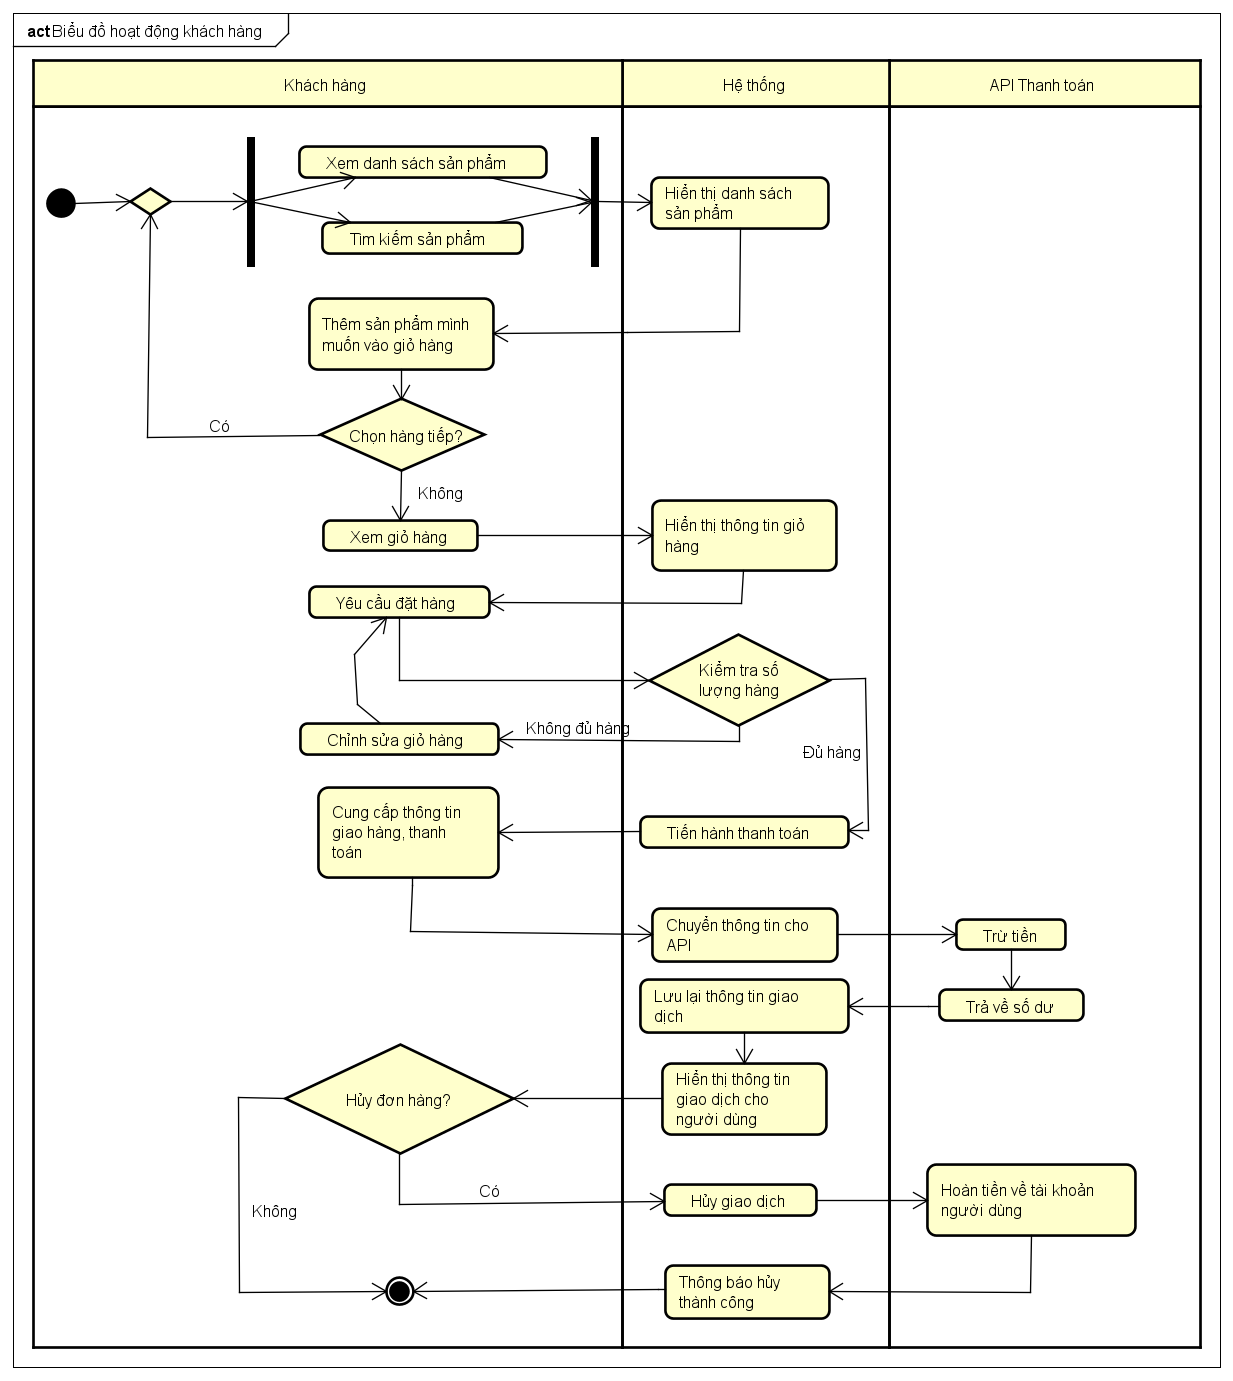 act Biểu đồ hoạt động khách hàng
Khách hàng
Hệ thống
API Thanh toán
Xem danh sách sản phẩm
Tìm kiếm sản phẩm
Hiển thị danh sách
sản phẩm
Thêm sản phẩm mình
muốn vào giỏ hàng
Chọn hàng tiếp?
Có
Không
Xem giỏ hàng
Hiển thị thông tin giỏ
hàng
Yêu cầu đặt hàng
Kiểm tra số
lượng hàng
Không đủ hàng
Chỉnh sửa giỏ hàng
Đủ hàng
Cung cấp thông tin
giao hàng, thanh
toán
Tiến hành thanh toán
Chuyển thông tin cho
API
Trừ tiền
Lưu lại thông tin giao
dịch
Trả về số dư
Hiển thị thông tin
giao dịch cho
người dùng
Hủy đơn hàng?
Có
Không
Hủy giao dịch
Hoàn tiền về tài khoản
người dùng
Thông báo hủy
thành công